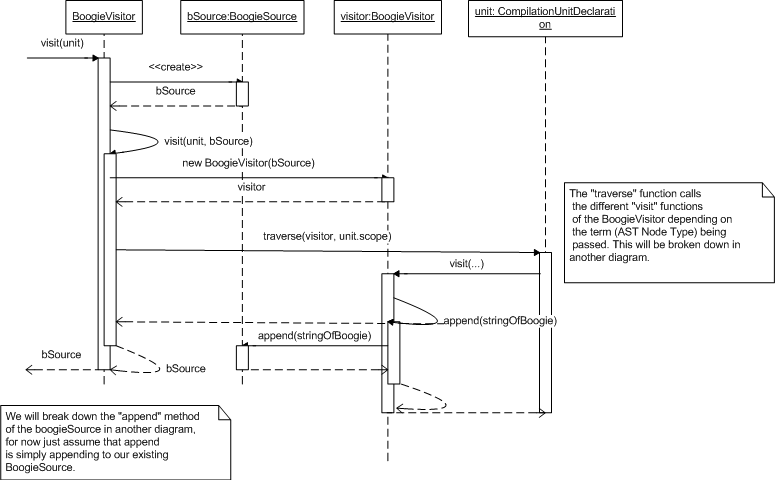 BoogieVisitor
bSource:BoogieSource
visitor:BoogieVisitor
unit: CompilationUnitDeclarati
on
visit(unit)
<<create>>
bSource
visit(unit, bSource)
new BoogieVisitor(bSource)
visitor
The "traverse" function calls
the different "visit" functions
of the BoogieVisitor depending on
the term (AST Node Type) being
passed. This will be broken down in
another diagram.
traverse(visitor, unit.scope)
visit(...)
append(stringOfBoogie)
append(stringOfBoogie)
bSource
bSource
We will break down the "append" method
of the boogieSource in another diagram,
for now just assume that append
is simply appending to our existing
BoogieSource.